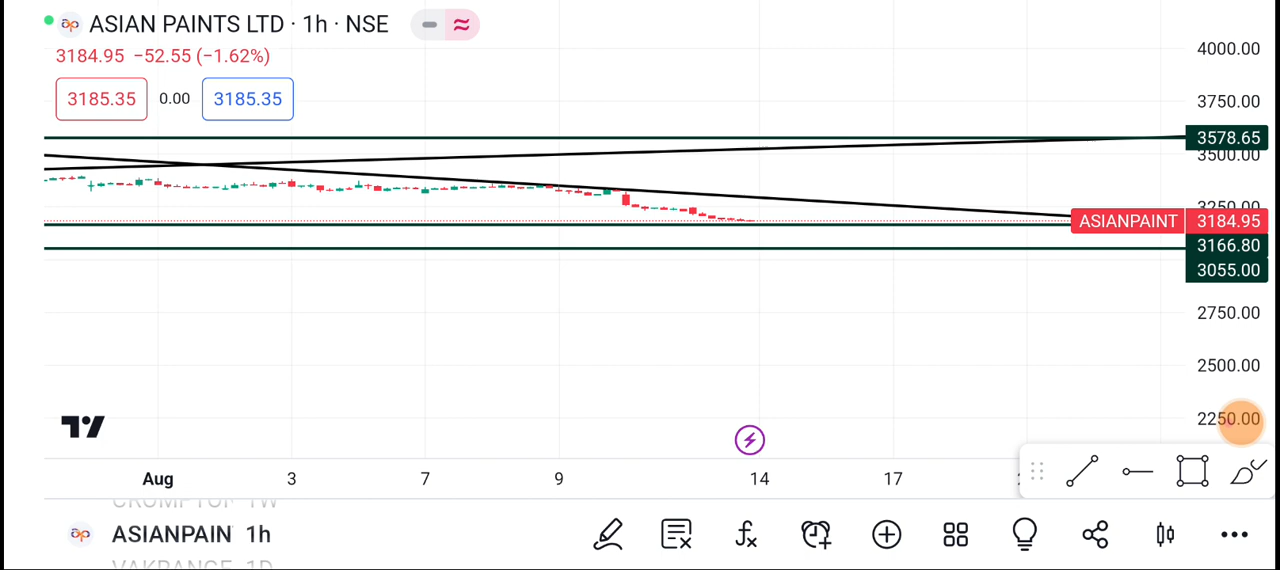 ASIAN PAINTS LTD · 1h · NSE
3184.95 −52.55 (−1.62%)
3185.35 0.00 3185.35
4000.00
3750.00
3578.65
3500.00
3250.00
ASIANPAINT 3184.95
3166.80
3055.00
2750.00
2500.00
2250.00
Aug 3 7 9 14 17
CROMPTON 1W
ASIANPAIN 1h
VAKRANGE 1D